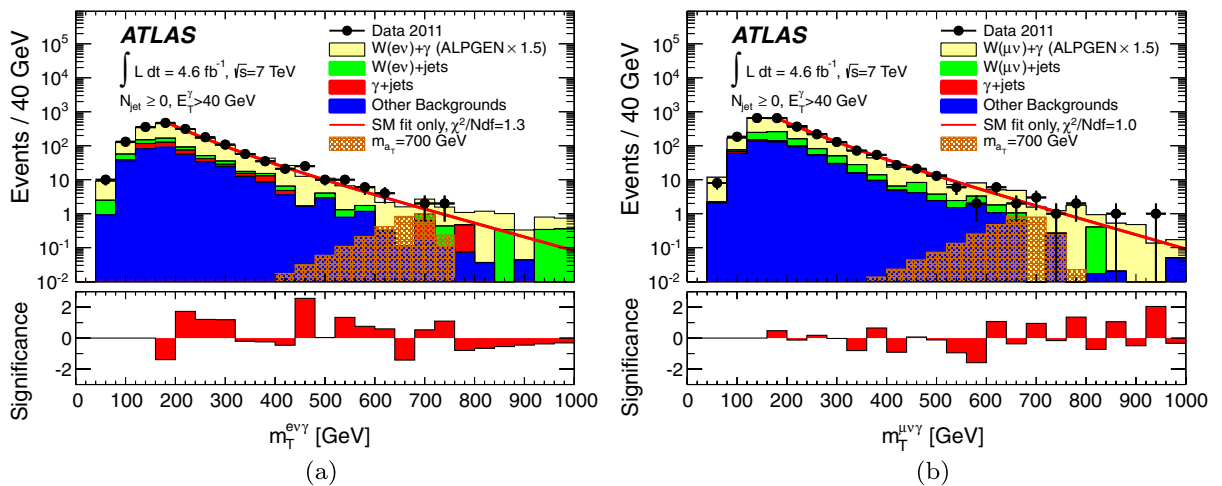 ATLAS
∫ L dt = 4.6 fb⁻¹, √s=7 TeV
N_jet ≥ 0, E_T^γ>40 GeV
Data 2011
W(eν)+γ (ALPGEN × 1.5)
W(eν)+jets
γ+jets
Other Backgrounds
SM fit only, χ²/Ndf=1.3
m_{a_T}=700 GeV
Events / 40 GeV
10⁵
10⁴
10³
10²
10
1
10⁻¹
10⁻²
Significance
2
0
-2
0 100 200 300 400 500 600 700 800 900 1000
m_T^{eνγ} [GeV]
(a)
ATLAS
∫ L dt = 4.6 fb⁻¹, √s=7 TeV
N_jet ≥ 0, E_T^γ>40 GeV
Data 2011
W(μν)+γ (ALPGEN × 1.5)
W(μν)+jets
γ+jets
Other Backgrounds
SM fit only, χ²/Ndf=1.0
m_{a_T}=700 GeV
Events / 40 GeV
10⁵
10⁴
10³
10²
10
1
10⁻¹
10⁻²
Significance
2
0
-2
0 100 200 300 400 500 600 700 800 900 1000
m_T^{μνγ} [GeV]
(b)